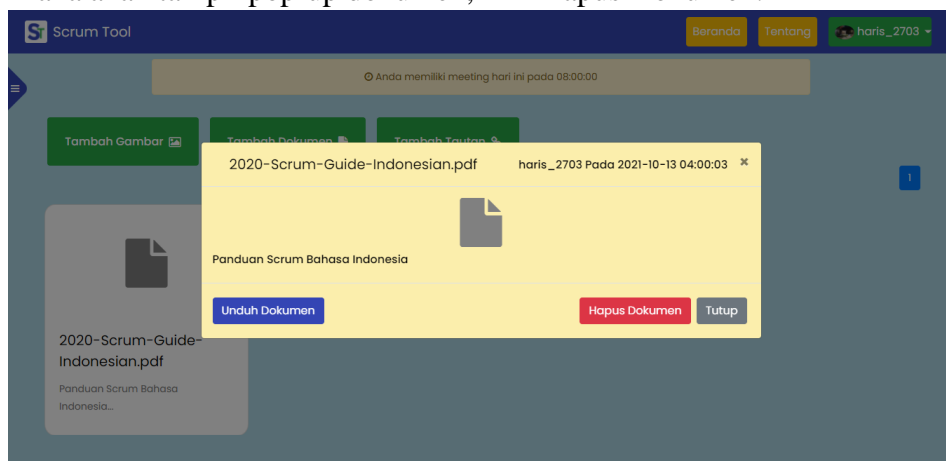 Scrum Tool
Beranda
Tentang
haris_2703
Anda memiliki meeting hari ini pada 08:00:00
Tambah Gambar
Tambah Dokumen
Tambah Tautan
2020-Scrum-Guide-Indonesian.pdf
haris_2703 Pada 2021-10-13 04:00:03
×
1
Panduan Scrum Bahasa Indonesia
Unduh Dokumen
Hapus Dokumen
Tutup
2020-Scrum-Guide-
Indonesian.pdf
Panduan Scrum Bahasa
Indonesia...